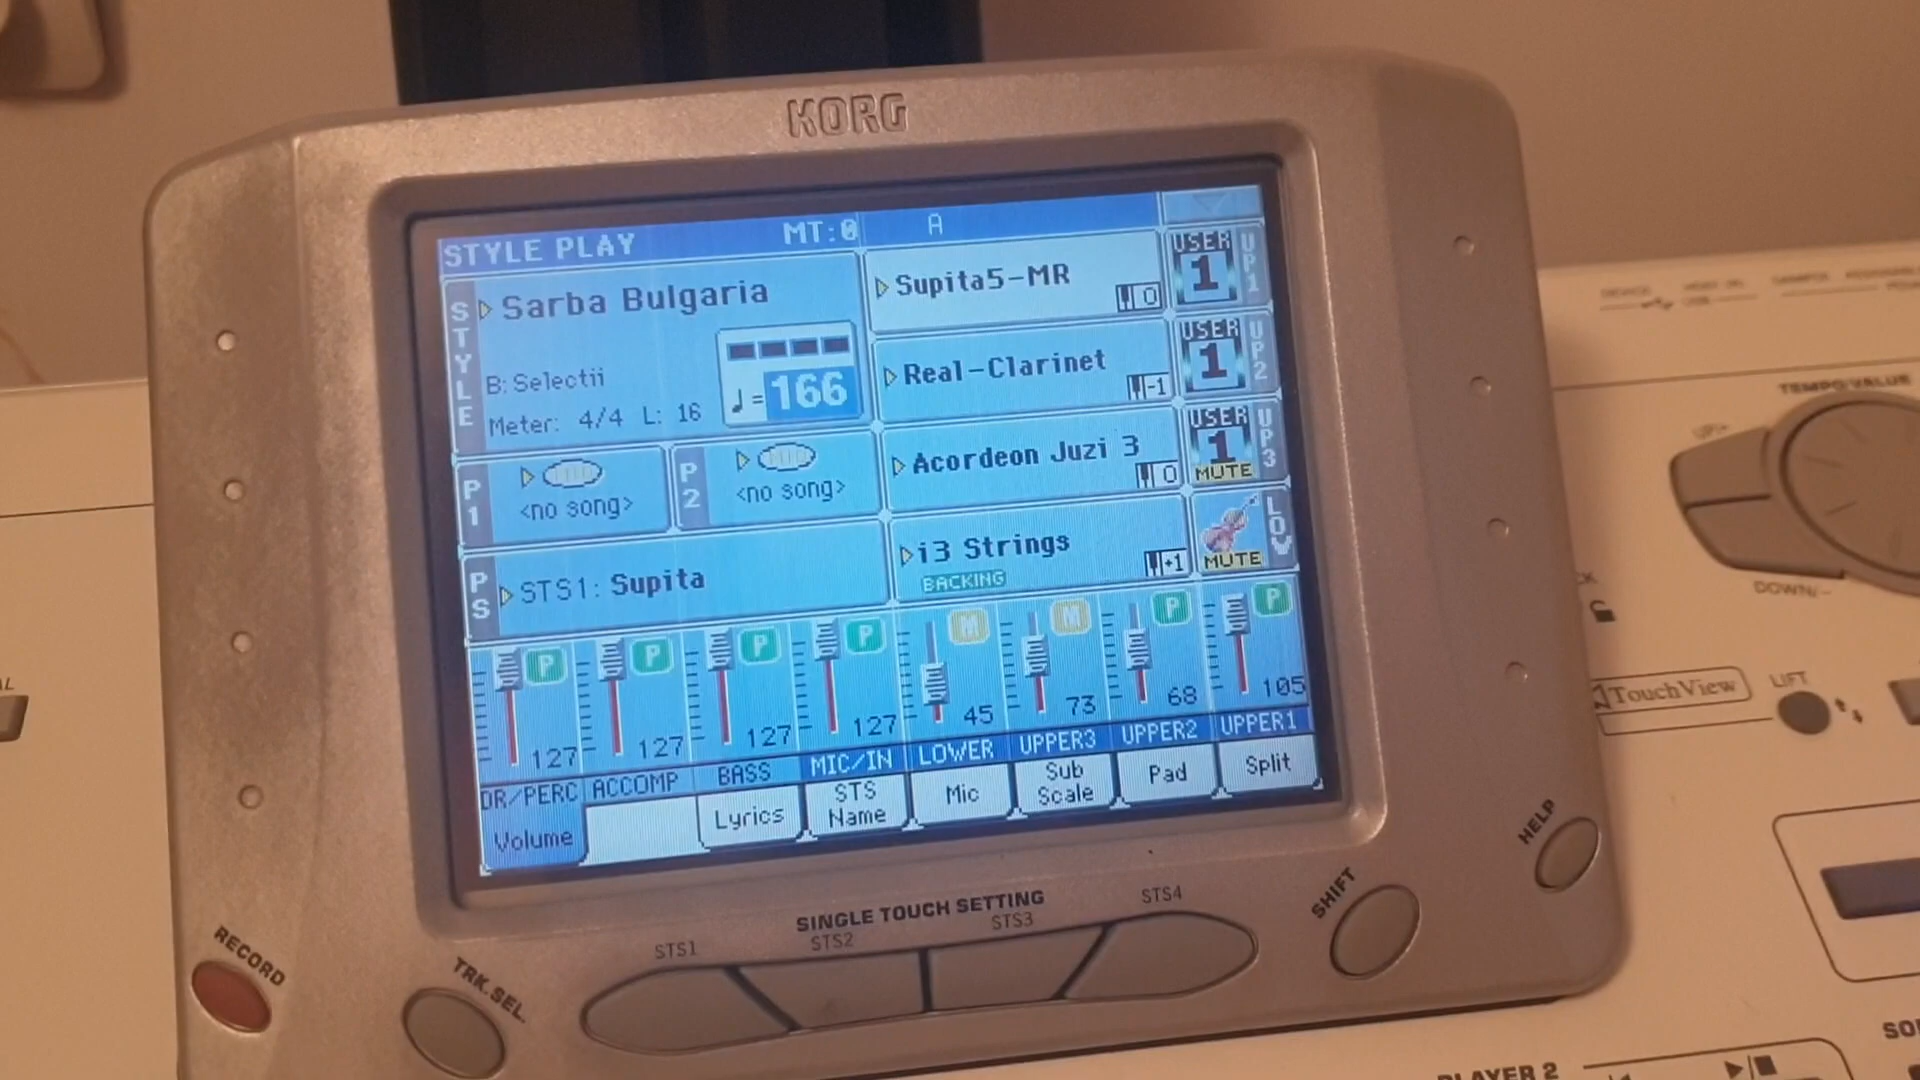 KORG
STYLE PLAY
MT:0
A
STYLE
Sarba Bulgaria
B: Selectii
Meter: 4/4 L: 16
♩=166
Supita5-MR
0
USER
1
UP1
Real-Clarinet
-1
USER
1
UP2
Acordeon Juzi 3
0
USER
1
MUTE
UP3
i3 Strings
BACKING
+1
MUTE
LOW
P1
<no song>
P2
<no song>
PS
STS1: Supita
P P P P M M P P
127 127 127 127 45 73 68 105
DR/PERC ACCOMP BASS MIC/IN LOWER UPPER3 UPPER2 UPPER1
Volume
Lyrics
STS Name
Mic
Sub Scale
Pad
Split
SINGLE TOUCH SETTING
STS1
STS2
STS3
STS4
RECORD
TRK.SEL.
SHIFT
HELP
TEMPO/VALUE
UP/+
DOWN/-
TouchView
LIFT
PLAYER 2